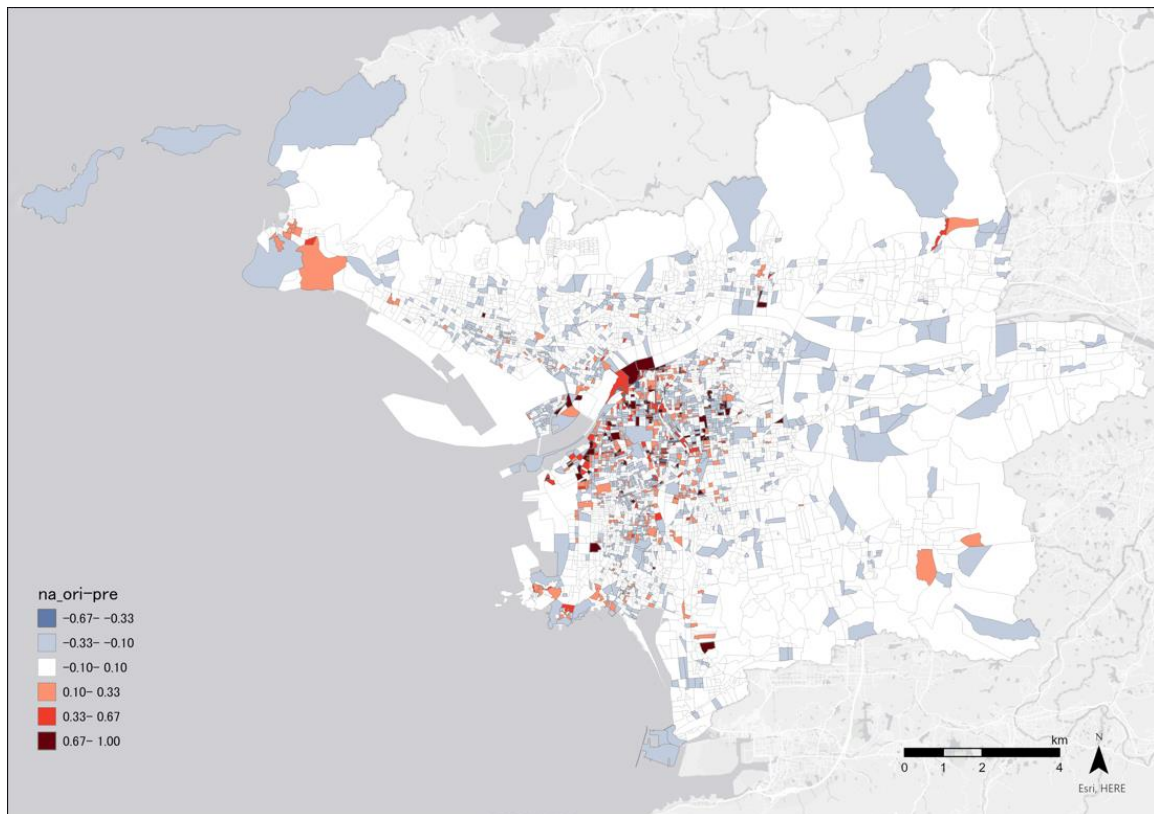 na_ori-pre
-0.67- -0.33
-0.33- -0.10
-0.10- 0.10
0.10- 0.33
0.33- 0.67
0.67- 1.00
km
0 1 2 4
N
Esri, HERE